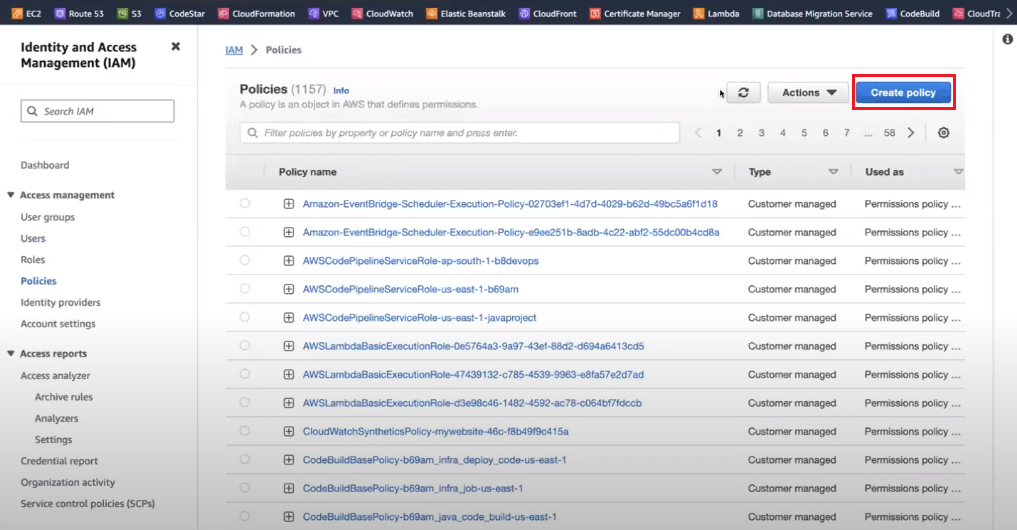 EC2 Route 53 S3 CodeStar CloudFormation VPC CloudWatch Elastic Beanstalk CloudFront Certificate Manager Lambda Database Migration Service CodeBuild CloudTra
Identity and Access
Management (IAM)
Search IAM
Dashboard
Access management
User groups
Users
Roles
Policies
Identity providers
Account settings
Access reports
Access analyzer
Archive rules
Analyzers
Settings
Credential report
Organization activity
Service control policies (SCPs)
IAM > Policies
Policies (1157) Info
A policy is an object in AWS that defines permissions.
Actions
Create policy
Filter policies by property or policy name and press enter.
1 2 3 4 5 6 7 ... 58
Policy name Type Used as
Amazon-EventBridge-Scheduler-Execution-Policy-02703ef1-4d7d-4029-b62d-49bc5a6f1d18 Customer managed Permissions policy ...
Amazon-EventBridge-Scheduler-Execution-Policy-e9ee251b-8adb-4c22-abf2-55dc00b4cd8a Customer managed Permissions policy ...
AWSCodePipelineServiceRole-ap-south-1-b8devops Customer managed Permissions policy ...
AWSCodePipelineServiceRole-us-east-1-b69am Customer managed Permissions policy ...
AWSCodePipelineServiceRole-us-east-1-javaproject Customer managed Permissions policy ...
AWSLambdaBasicExecutionRole-0e5764a3-9a97-43ef-88d2-d694a6413cd5 Customer managed Permissions policy ...
AWSLambdaBasicExecutionRole-47439132-c785-4539-9963-e8fa57e2d7ad Customer managed Permissions policy ...
AWSLambdaBasicExecutionRole-d3e98c46-1482-4592-ac78-c064bf7fdccb Customer managed Permissions policy ...
CloudWatchSyntheticsPolicy-mywebsite-46c-f8b49f9c415a Customer managed Permissions policy ...
CodeBuildBasePolicy-b69am_infra_deploy_code-us-east-1 Customer managed Permissions policy ...
CodeBuildBasePolicy-b69am_infra_job-us-east-1 Customer managed Permissions policy ...
CodeBuildBasePolicy-b69am_java_code_build-us-east-1 Customer managed Permissions policy ...